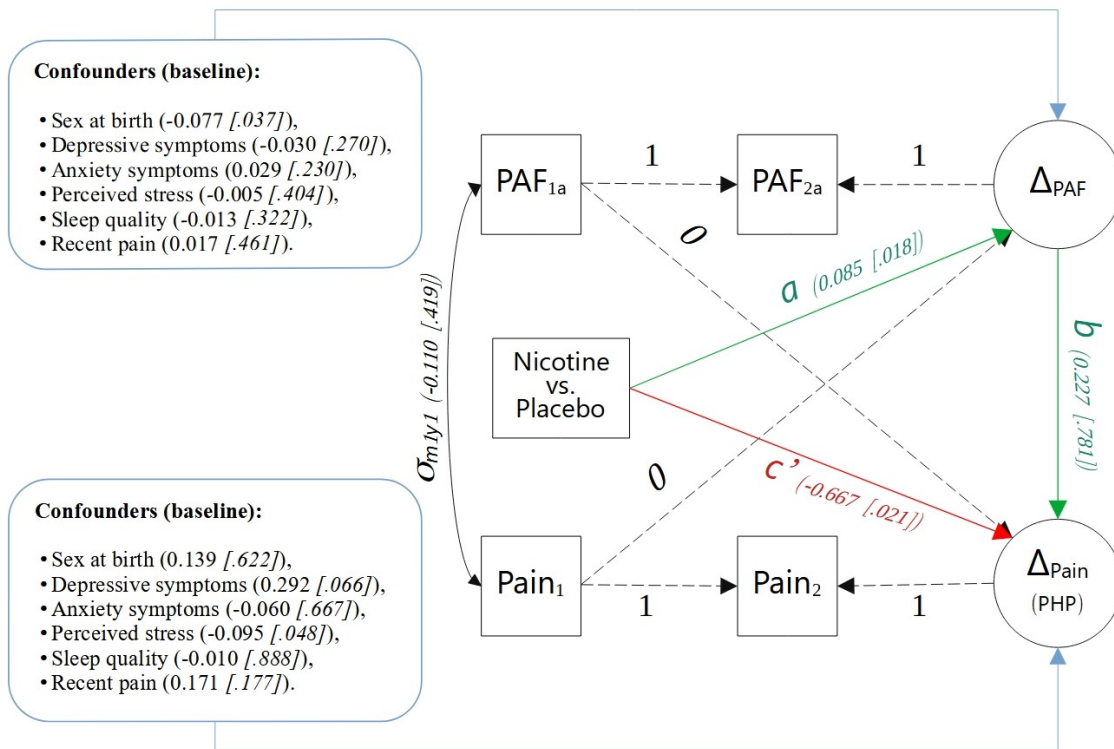 Confounders (baseline):
• Sex at birth (-0.077 [.037]),
• Depressive symptoms (-0.030 [.270]),
• Anxiety symptoms (0.029 [.230]),
• Perceived stress (-0.005 [.404]),
• Sleep quality (-0.013 [.322]),
• Recent pain (0.017 [.461]).
PAF1a
1
PAF2a
1
ΔPAF
0
a (0.085 [.018])
σm1y1 (-0.110 [.419])
Nicotine
vs.
Placebo
b (0.227 [.781])
0
c’ (-0.667 [.021])
Confounders (baseline):
• Sex at birth (0.139 [.622]),
• Depressive symptoms (0.292 [.066]),
• Anxiety symptoms (-0.060 [.667]),
• Perceived stress (-0.095 [.048]),
• Sleep quality (-0.010 [.888]),
• Recent pain (0.171 [.177]).
Pain1
1
Pain2
1
ΔPain
(PHP)